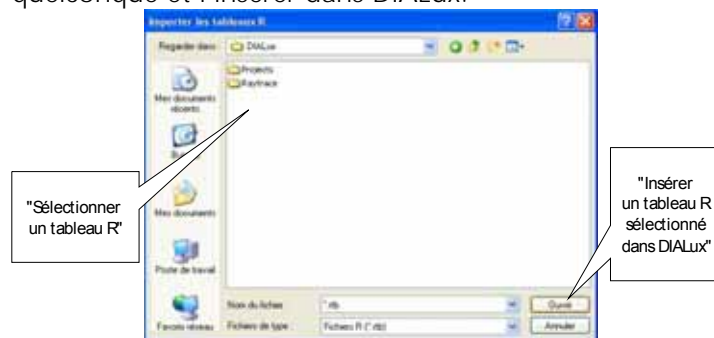 quelconque et l'insérer dans DIALux.
Importer les tableaux R
Regarder dans :
DIALux
Projects
Raytrace
Mes documents
récents
Bureau
Mes documents
Poste de travail
Favoris réseau
Nom du fichier :
*.rtb
Ouvrir
Fichiers de type :
Fichiers R (*.rtb)
Annuler
"Sélectionner
un tableau R"
"Insérer
un tableau R
sélectionné
dans DIALux"